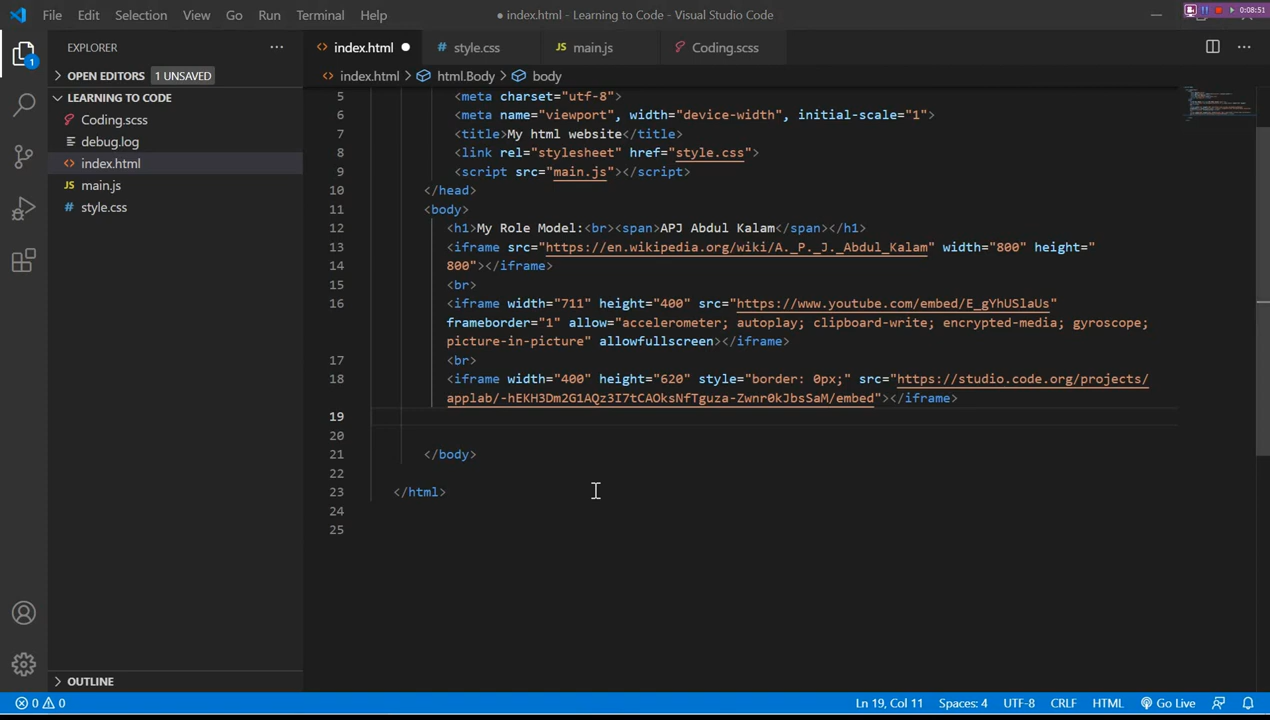 File Edit Selection View Go Run Terminal Help
● index.html - Learning to Code - Visual Studio Code
00:08:51
EXPLORER
index.html
style.css
JS main.js
Coding.scss
OPEN EDITORS 1 UNSAVED
index.html > html.Body > body
LEARNING TO CODE
Coding.scss
debug.log
index.html
JS main.js
# style.css
OUTLINE
1
5 <meta charset="utf-8">
6 <meta name="viewport", width="device-width", initial-scale="1">
7 <title>My html website</title>
8 <link rel="stylesheet" href="style.css">
9 <script src="main.js"></script>
10 </head>
11 <body>
12 <h1>My Role Model:<br><span>APJ Abdul Kalam</span></h1>
13 <iframe src="https://en.wikipedia.org/wiki/A._P._J._Abdul_Kalam" width="800" height="
14 800"></iframe>
15 <br>
16 <iframe width="711" height="400" src="https://www.youtube.com/embed/E_gYhUSlaUs"
frameborder="1" allow="accelerometer; autoplay; clipboard-write; encrypted-media; gyroscope;
picture-in-picture" allowfullscreen></iframe>
17 <br>
18 <iframe width="400" height="620" style="border: 0px;" src="https://studio.code.org/projects/
applab/-hEKH3Dm2G1AQz3I7tCAOksNfTguza-Zwnr0kJbsSaM/embed"></iframe>
19
20
21 </body>
22
23 </html>
24
25
0 0
Ln 19, Col 11 Spaces: 4 UTF-8 CRLF HTML Go Live